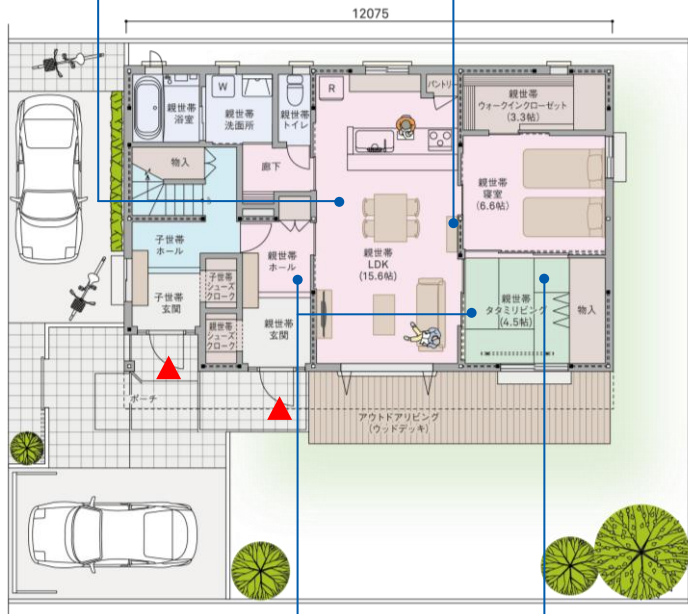 12075
親世帯
浴室
W
親世帯
洗面所
親世帯
トイレ
R
パントリー
親世帯
ウォークインクローゼット
(3.3帖)
物入
廊下
親世帯
寝室
(6.6帖)
子世帯
ホール
親世帯
ホール
親世帯
LDK
(15.6帖)
子世帯
シューズ
クローク
子世帯
玄関
親世帯
タタミリビング
(4.5帖)
物入
親世帯
シューズ
クローク
親世帯
玄関
ポーチ
アウトドアリビング
(ウッドデッキ)